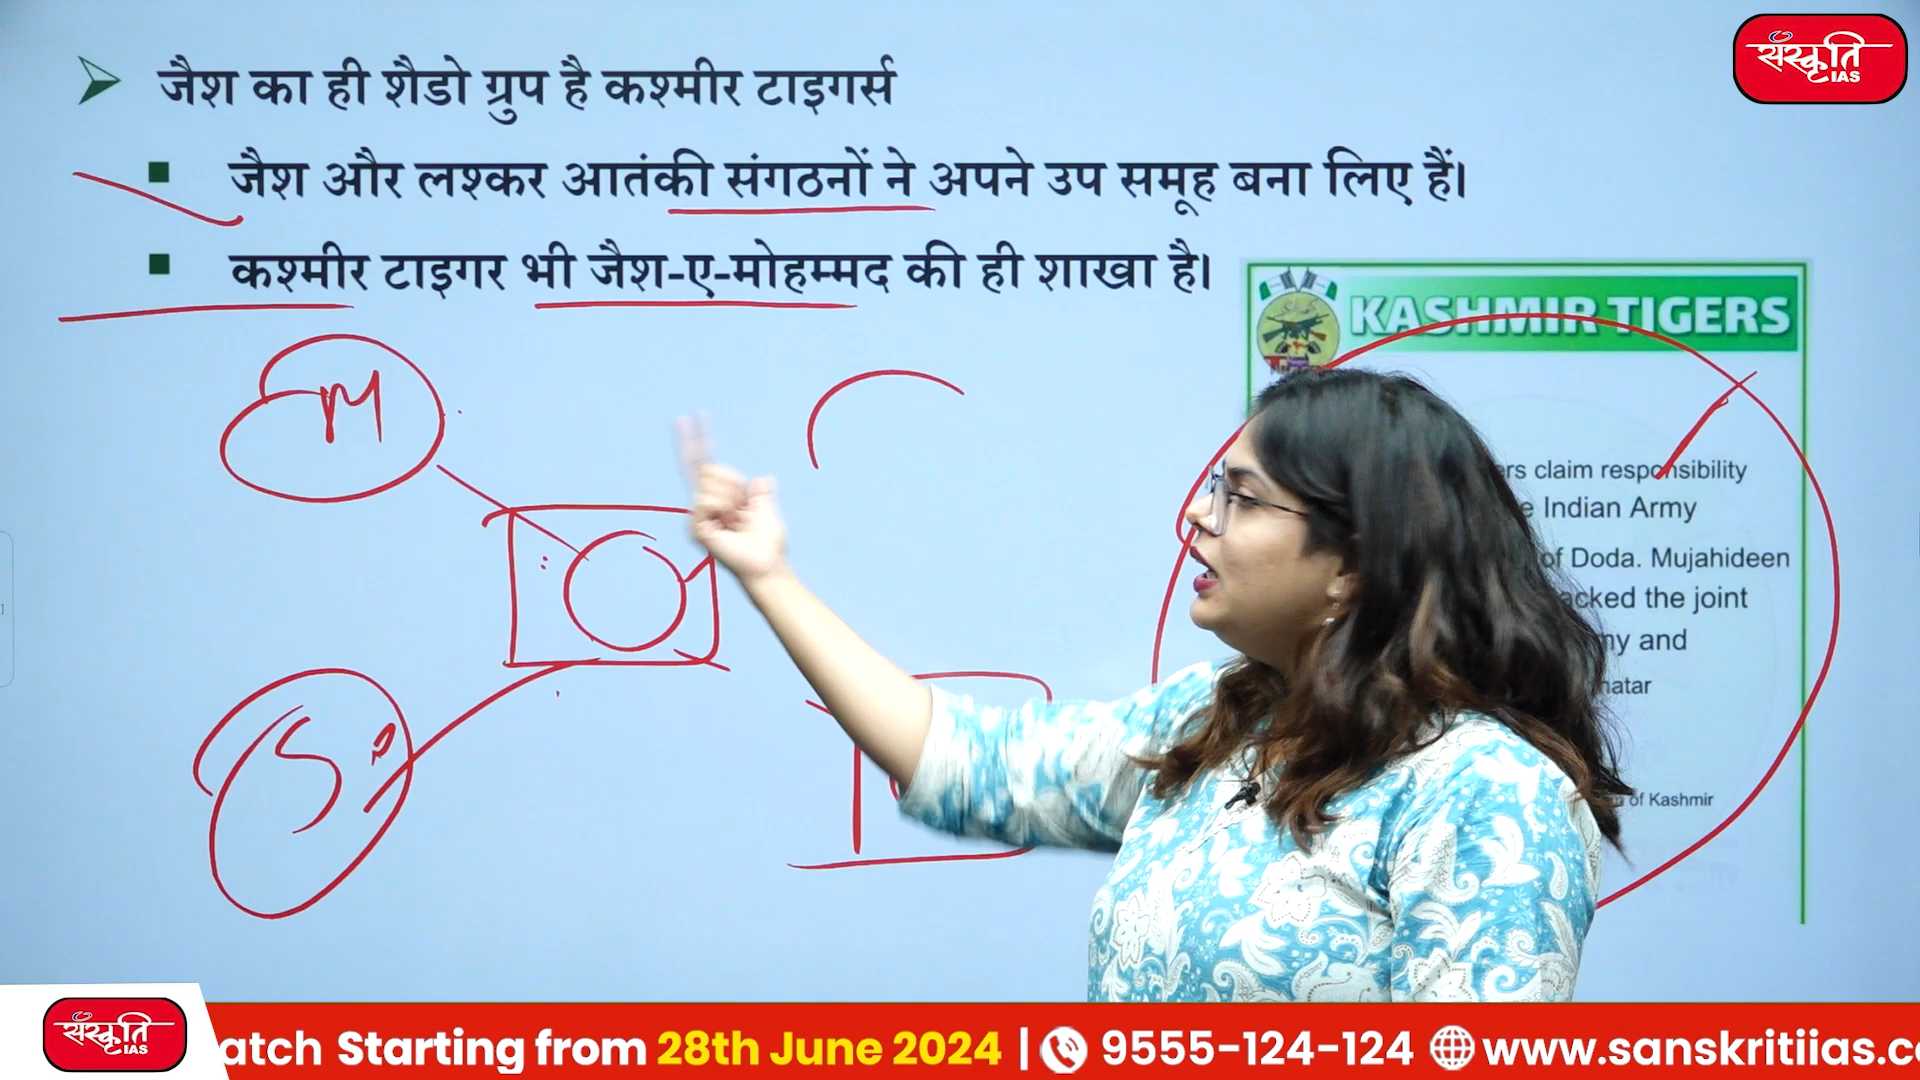 संस्कृति
IAS
जैश का ही शैडो ग्रुप है कश्मीर टाइगर्स
जैश और लश्कर आतंकी संगठनों ने अपने उप समूह बना लिए हैं।
कश्मीर टाइगर भी जैश-ए-मोहम्मद की ही शाखा है।
KASHMIR TIGERS
claim responsibility
Indian Army
of Doda. Mujahideen
the joint
and
of Kashmir
M
S
संस्कृति
IAS
Starting from 28th June 2024 | 9555-124-124 www.sanskritiias.c